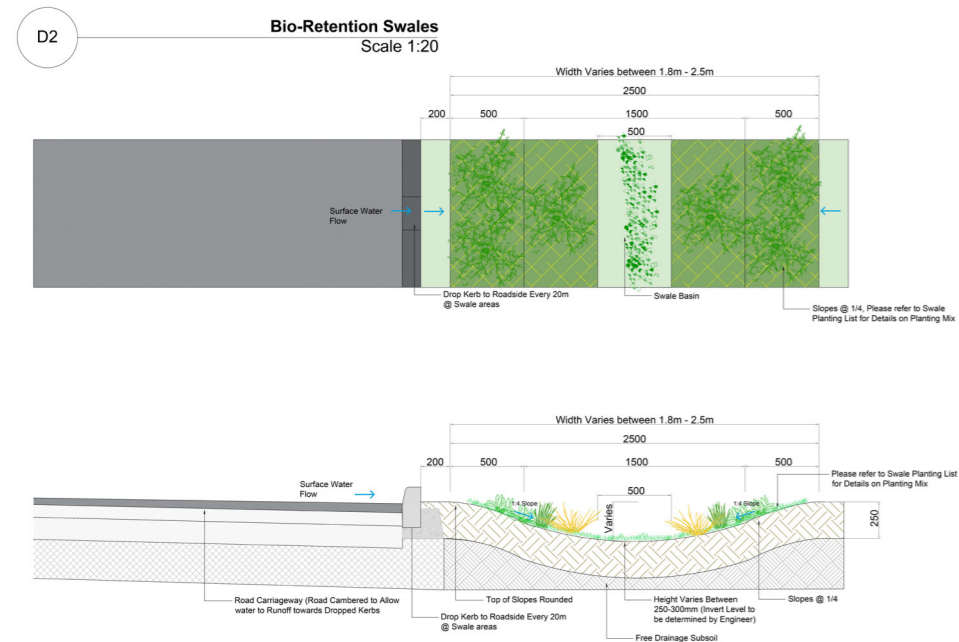 D2
Bio-Retention Swales
Scale 1:20
Width Varies between 1.8m - 2.5m
2500
200
500
1500
500
500
Surface Water
Flow
Drop Kerb to Roadside Every 20m
@ Swale areas
Swale Basin
Slopes @ 1/4, Please refer to Swale
Planting List for Details on Planting Mix
Width Varies between 1.8m - 2.5m
2500
200
500
1500
500
Please refer to Swale Planting List
for Details on Planting Mix
Surface Water
Flow
500
1:4 Slope
1:4 Slope
Varies
250
Road Carriageway (Road Cambered to Allow
water to Runoff towards Dropped Kerbs
Top of Slopes Rounded
Height Varies Between
250-300mm (Invert Level to
be determined by Engineer)
Slopes @ 1/4
Drop Kerb to Roadside Every 20m
@ Swale areas
Free Drainage Subsoil